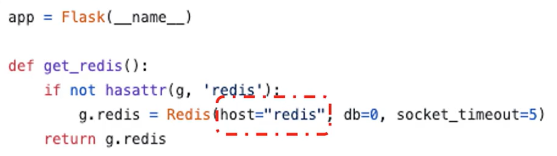 app = Flask(__name__)
def get_redis():
if not hasattr(g, 'redis'):
g.redis = Redis(host="redis", db=0, socket_timeout=5)
return g.redis